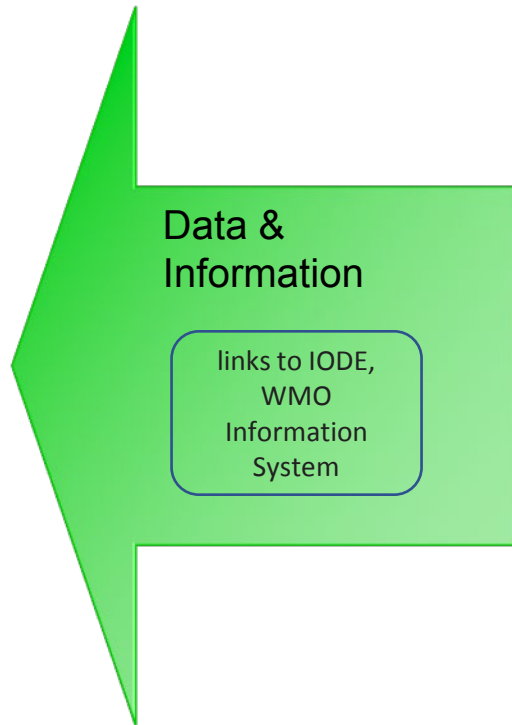 Data &
Information
links to IODE,
WMO
Information
System